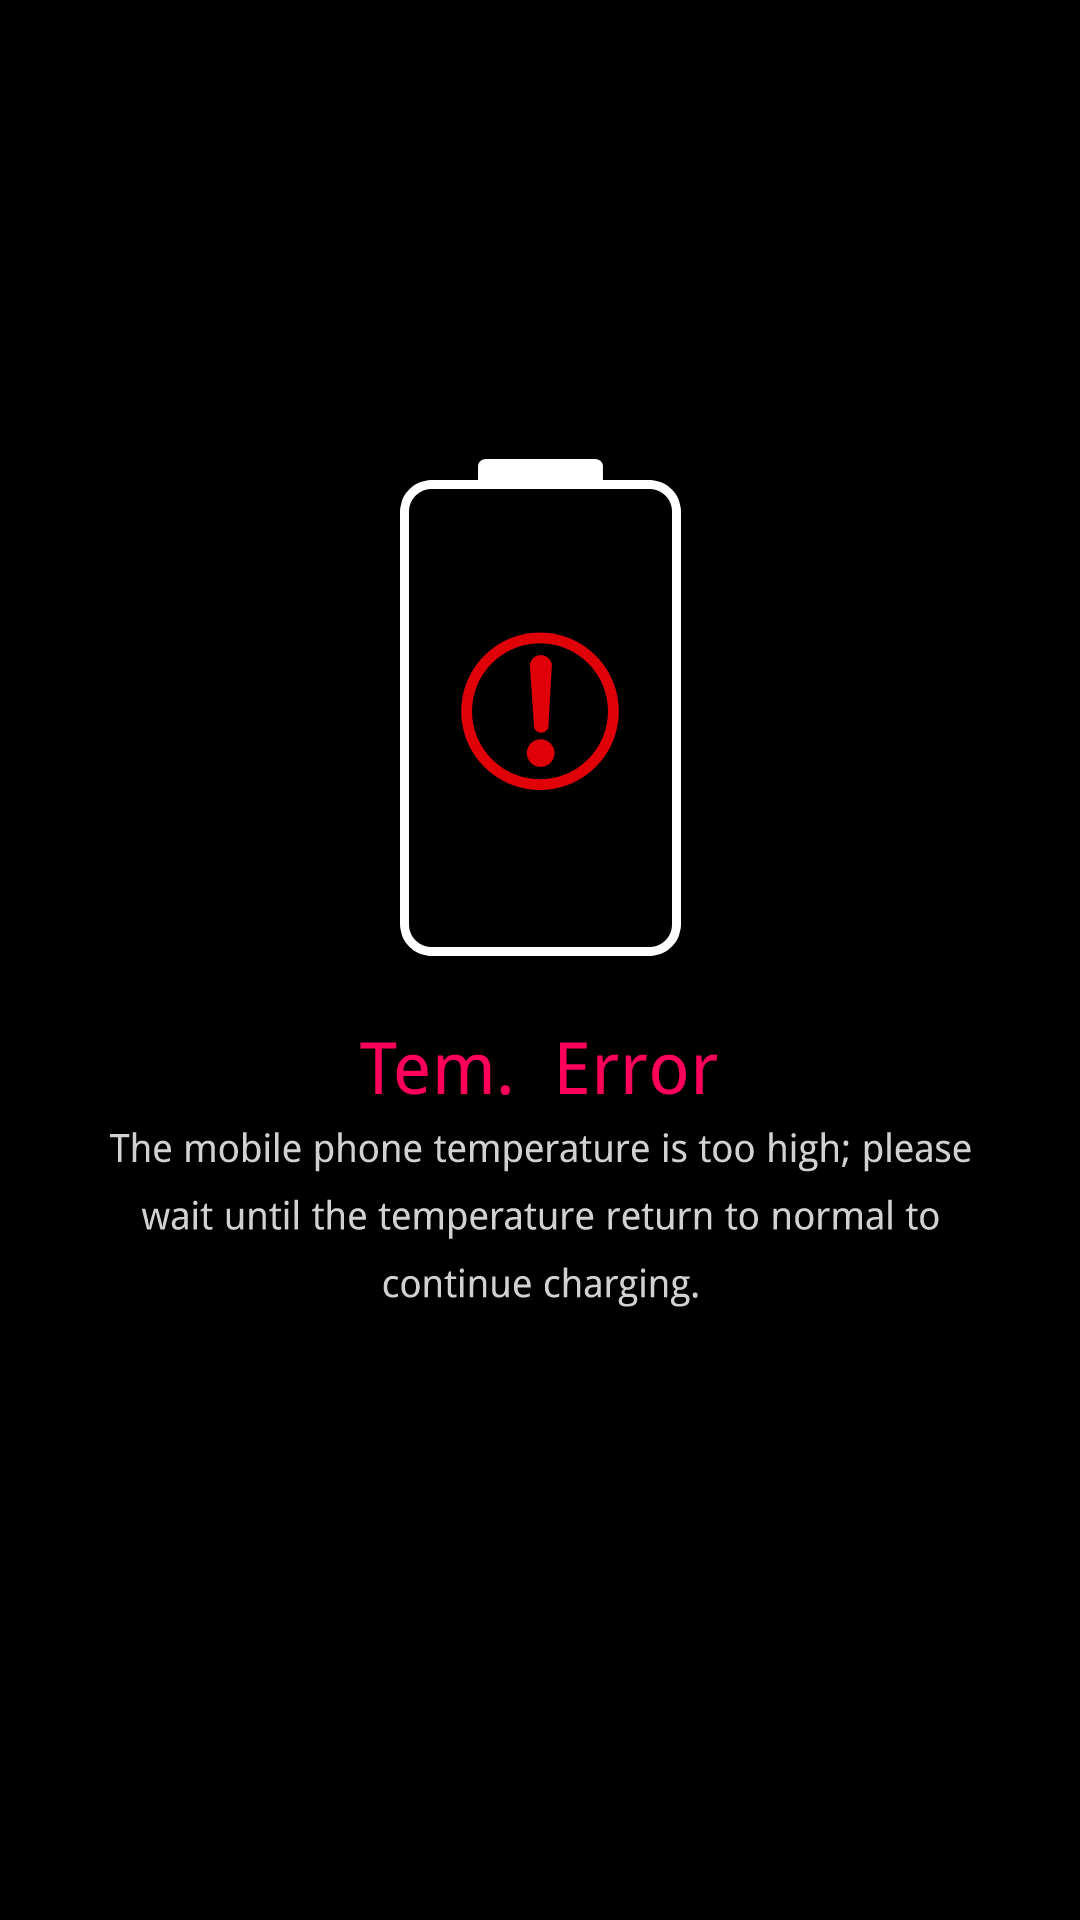 Tem. Error
The mobile phone temperature is too high; please
wait until the temperature return to normal to
continue charging.